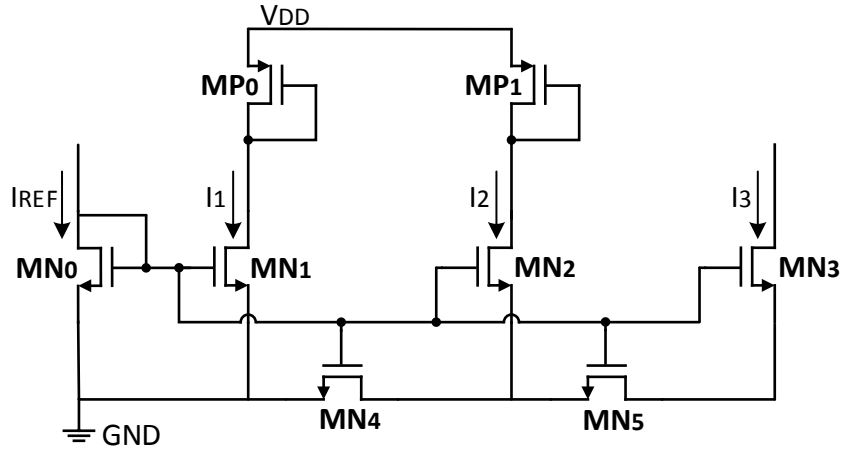 VDD
MP0
MP1
IREF
I1
I2
I3
MN0
MN1
MN2
MN3
MN4
MN5
GND